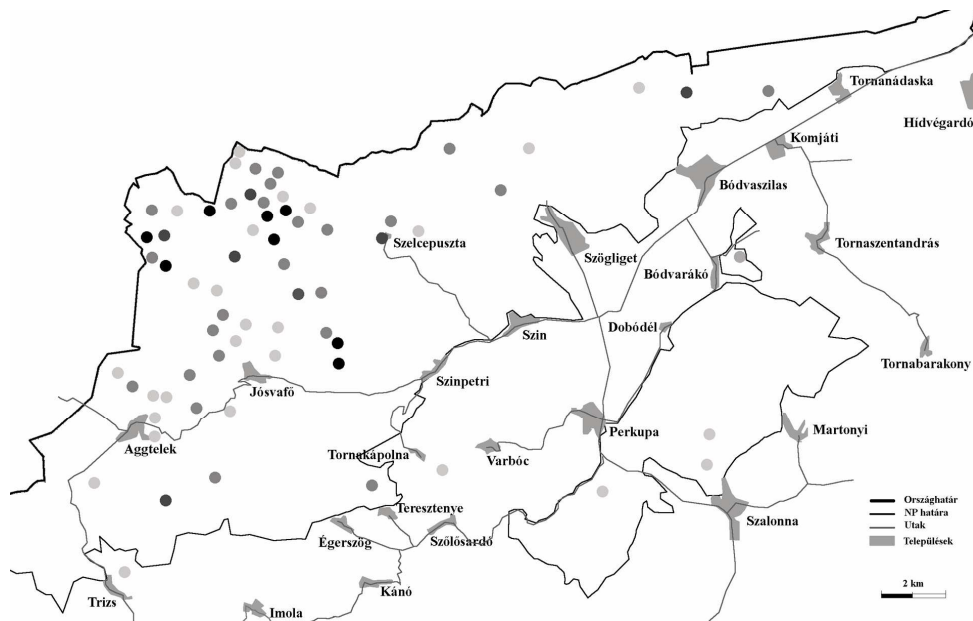 Tornanádaska
Hídvégardó
Komjáti
Bódvaszilas
Szelcepuszta
Szögliget
Tornaszentandrás
Bódvarákó
Szin
Dobódél
Tornabarakony
Szinpetri
Jósvafő
Aggtelek
Perkupa
Martonyi
Tornakápolna
Varbóc
Teresztenye
Égerszög
Szőlősardó
Szalonna
Országhatár
NP határa
Utak
Települések
Trizs
Kánó
Imola
2 km